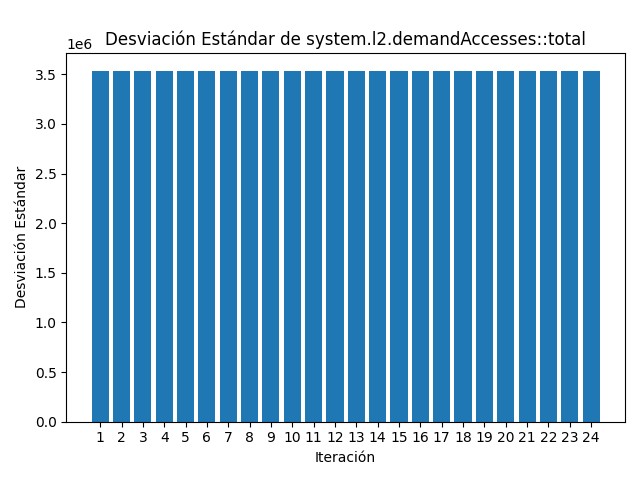 Desviación Estándar de system.l2.demandAccesses::total
1e6
3.5
3.0
2.5
2.0
1.5
1.0
0.5
0.0
Desviación Estándar
1 2 3 4 5 6 7 8 9 10 11 12 13 14 15 16 17 18 19 20 21 22 23 24
Iteración